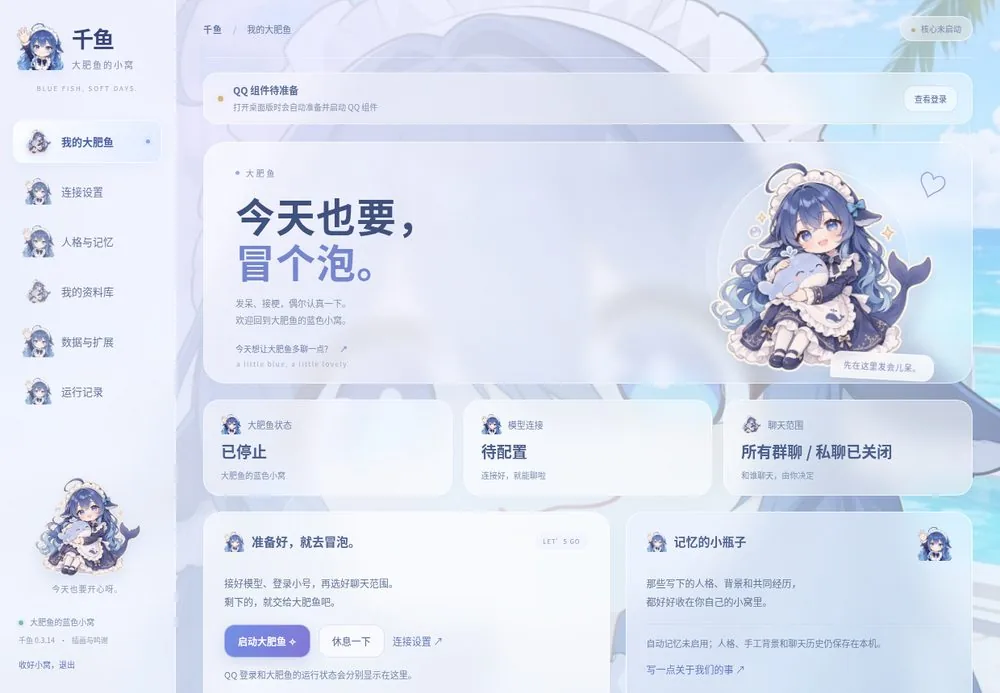 千鱼
大肥鱼的小窝
BLUE FISH, SOFT DAYS.
我的大肥鱼
连接设置
人格与记忆
我的资料库
数据与扩展
运行记录
今天也要开心呀。
大肥鱼的蓝色小窝
千鱼 0.3.14 · 插画与鸣谢
收好小窝，退出
千鱼 / 我的大肥鱼
核心未启动
QQ 组件待准备
打开桌面版时会自动准备并启动 QQ 组件
查看登录
大肥鱼
今天也要，
冒个泡。
发呆、接梗，偶尔认真一下。
欢迎回到大肥鱼的蓝色小窝。
今天想让大肥鱼多聊一点？ ↗
a little blue, a little lovely
先在这里发会儿呆。
大肥鱼状态
已停止
大肥鱼的蓝色小窝
模型连接
待配置
连接好，就能聊啦
聊天范围
所有群聊 / 私聊已关闭
和谁聊天，由你决定
准备好，就去冒泡。
LET'S GO
接好模型、登录小号，再选好聊天范围。
剩下的，就交给大肥鱼吧。
启动大肥鱼 ✧
休息一下
连接设置 ↗
QQ 登录和大肥鱼的运行状态会分别显示在这里。
记忆的小瓶子
那些写下的人格、背景和共同经历，
都好好收在你自己的小窝里。
自动记忆未启用；人格、手工背景和聊天历史仍保存在本机。
写一点关于我们的事 ↗